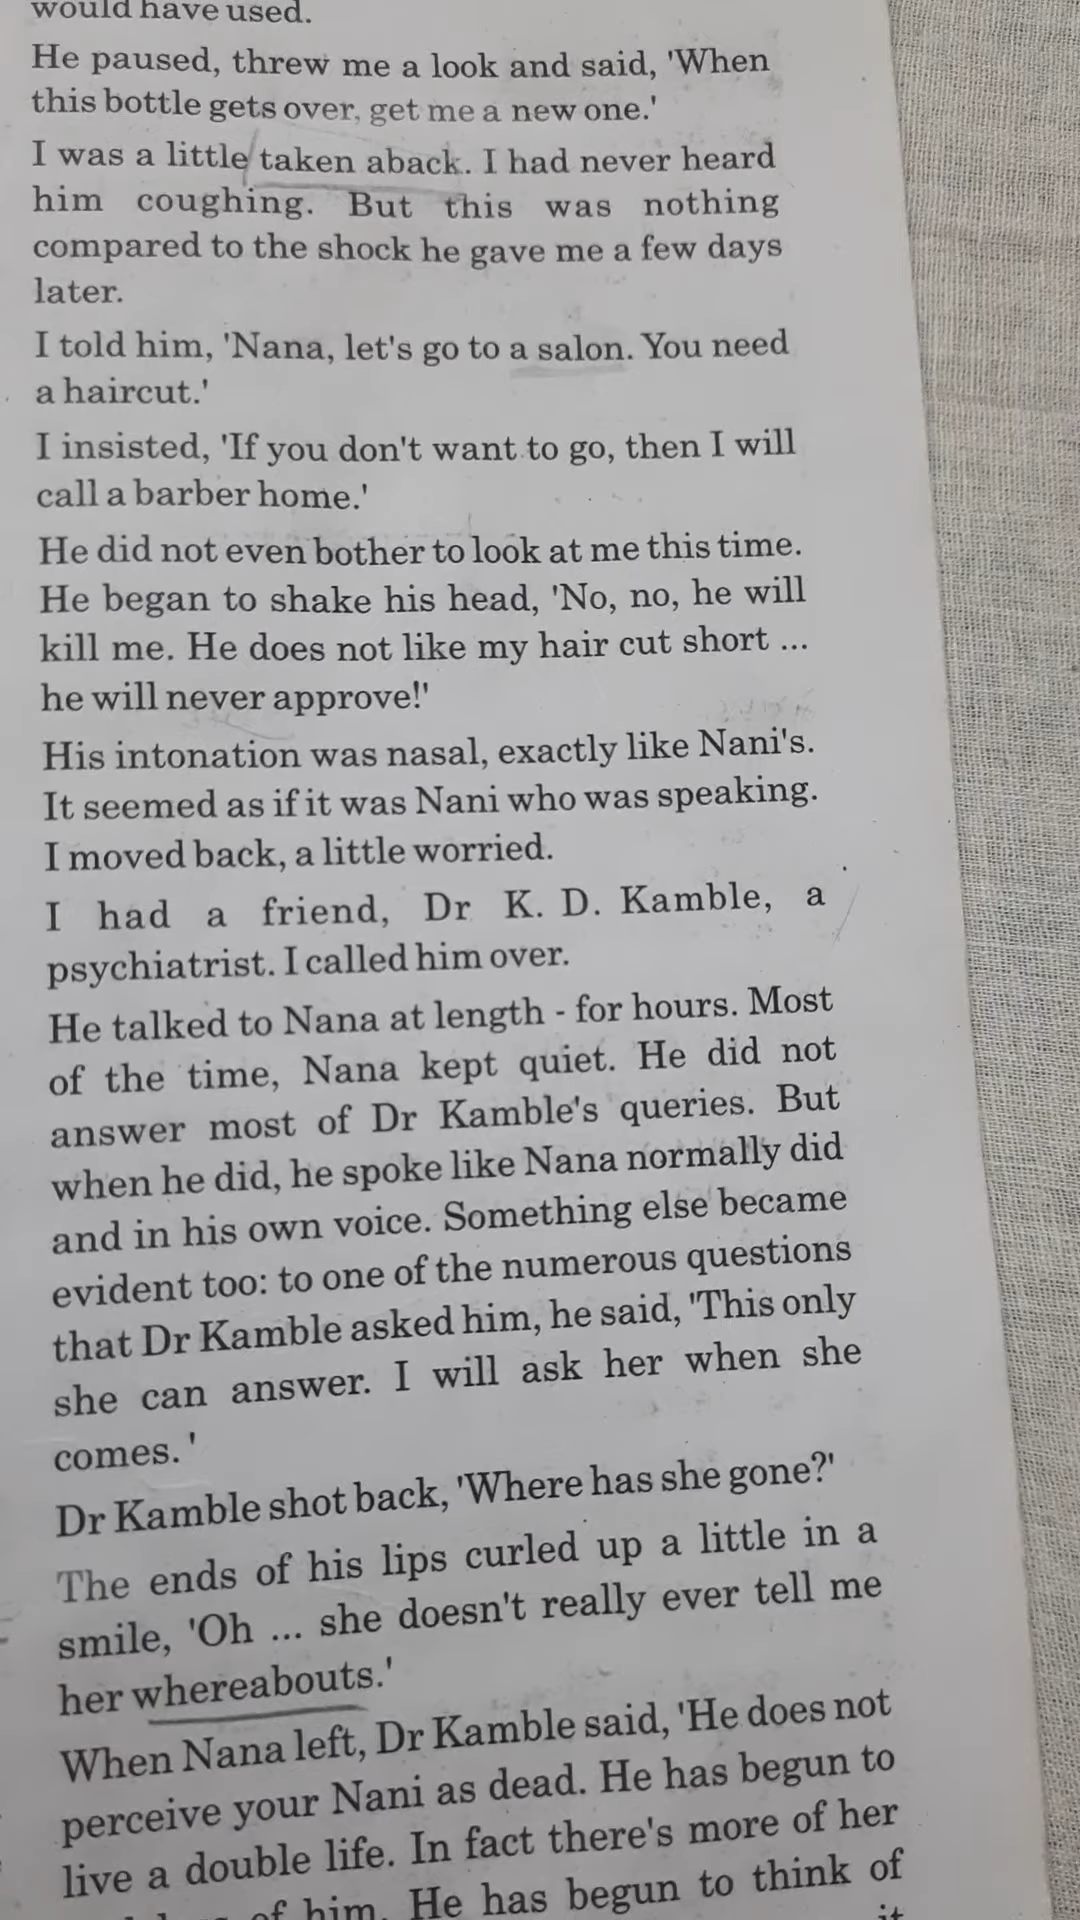 would have used.
He paused, threw me a look and said, 'When
this bottle gets over, get me a new one.'
I was a little taken aback. I had never heard
him coughing. But this was nothing
compared to the shock he gave me a few days
later.
I told him, 'Nana, let's go to a salon. You need
a haircut.'
I insisted, 'If you don't want to go, then I will
call a barber home.'
He did not even bother to look at me this time.
He began to shake his head, 'No, no, he will
kill me. He does not like my hair cut short ...
he will never approve!'
His intonation was nasal, exactly like Nani's.
It seemed as if it was Nani who was speaking.
I moved back, a little worried.
I had a friend, Dr K. D. Kamble, a
psychiatrist. I called him over.
He talked to Nana at length - for hours. Most
of the time, Nana kept quiet. He did not
answer most of Dr Kamble's queries. But
when he did, he spoke like Nana normally did
and in his own voice. Something else became
evident too: to one of the numerous questions
that Dr Kamble asked him, he said, 'This only
she can answer. I will ask her when she
comes.'
Dr Kamble shot back, 'Where has she gone?'
The ends of his lips curled up a little in a
smile, 'Oh ... she doesn't really ever tell me
her whereabouts.'
When Nana left, Dr Kamble said, 'He does not
perceive your Nani as dead. He has begun to
live a double life. In fact there's more of her
of him. He has begun to think of
it